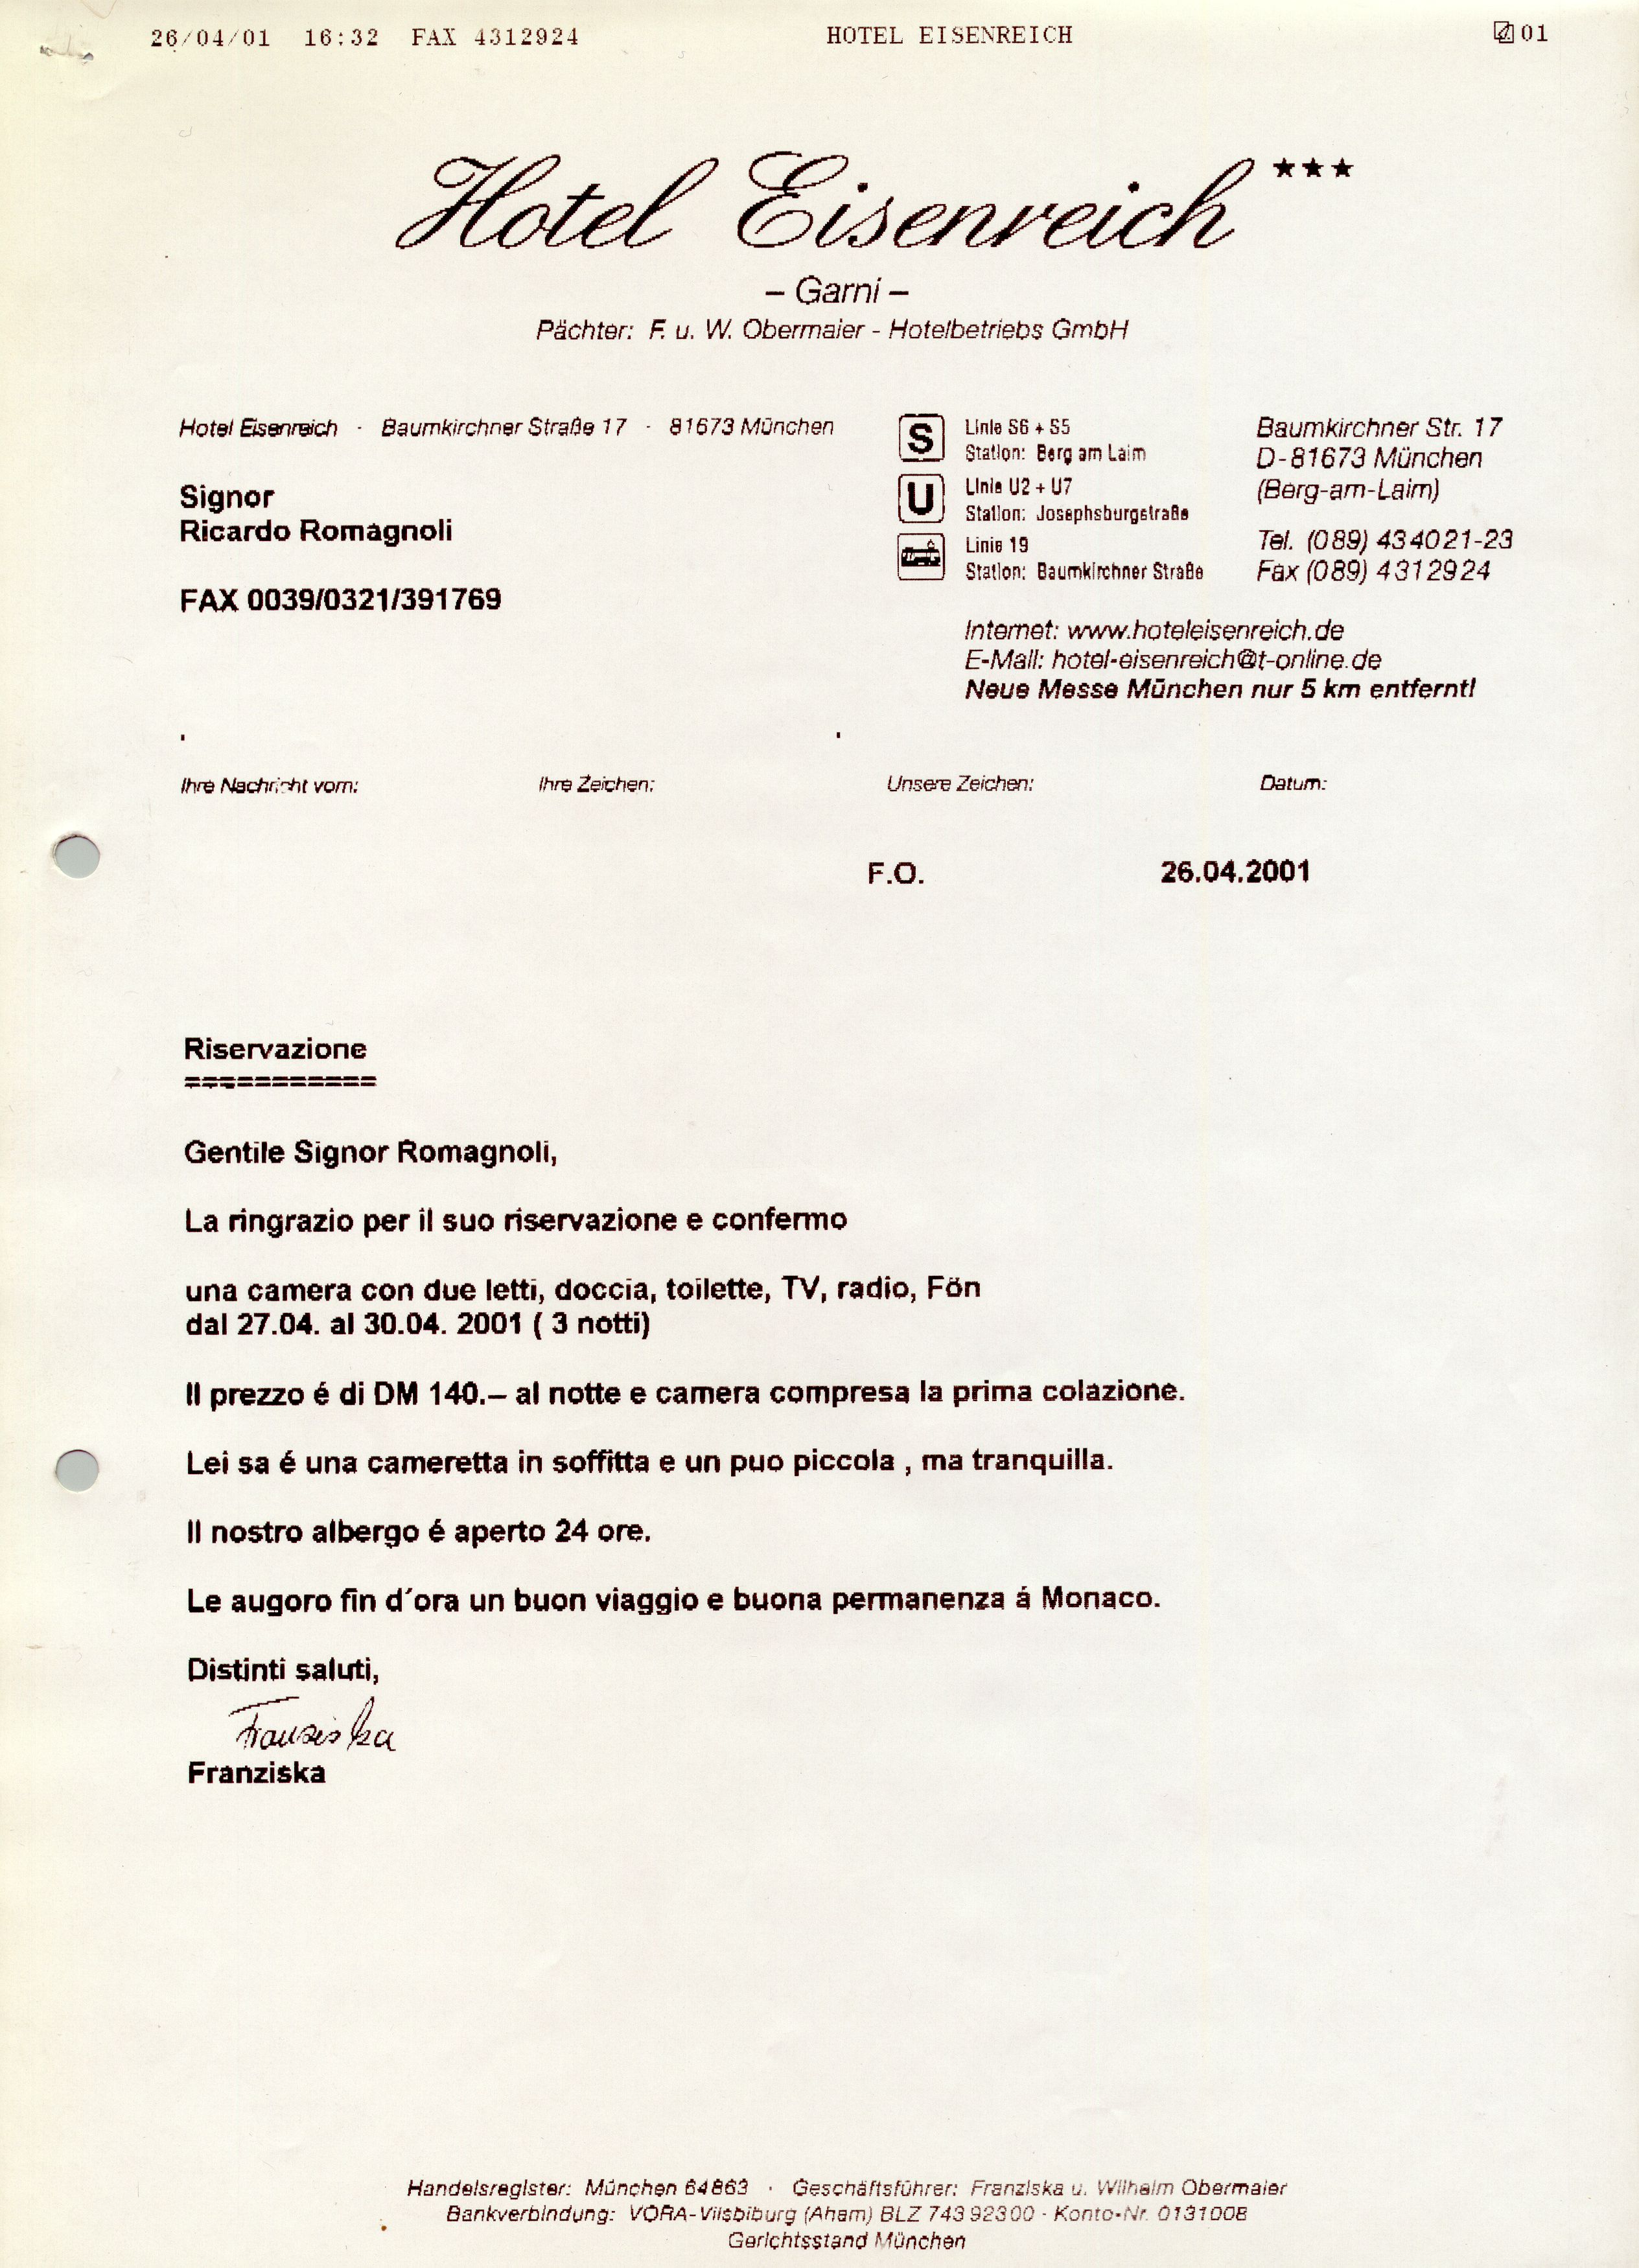 26/04/01 16:32 FAX 4312924 HOTEL EISENREICH 01
Hotel Eisenreich ***
– Garni –
Pächter: F. u. W. Obermaier - Hotelbetriebs GmbH
Hotel Eisenreich · Baumkirchner Straße 17 · 81673 München
Signor
Ricardo Romagnoli
FAX 0039/0321/391769
S Linie S6 + S5
Station: Berg am Laim
U Linie U2 + U7
Station: Josephsburgstraße
Linie 19
Station: Baumkirchner Straße
Baumkirchner Str. 17
D-81673 München
(Berg-am-Laim)
Tel. (089) 434021-23
Fax (089) 4312924
Internet: www.hoteleisenreich.de
E-Mail: hotel-eisenreich@t-online.de
Neue Messe München nur 5 km entfernt!
Ihre Nachricht vom: Ihre Zeichen: Unsere Zeichen: Datum:
F.O. 26.04.2001
Riservazione
===========
Gentile Signor Romagnoli,
La ringrazio per il suo riservazione e confermo
una camera con due letti, doccia, toilette, TV, radio, Fön
dal 27.04. al 30.04. 2001 ( 3 notti)
Il prezzo é di DM 140.– al notte e camera compresa la prima colazione.
Lei sa é una cameretta in soffitta e un puo piccola , ma tranquilla.
Il nostro albergo é aperto 24 ore.
Le augoro fin d´ora un buon viaggio e buona permanenza á Monaco.
Distinti saluti,
Franziska
Franziska
Handelsregister: München 64863 · Geschäftsführer: Franziska u. Wilhelm Obermaier
Bankverbindung: VORA-Vilsbiburg (Aham) BLZ 743 923 00 · Konto-Nr. 0131008
Gerichtsstand München